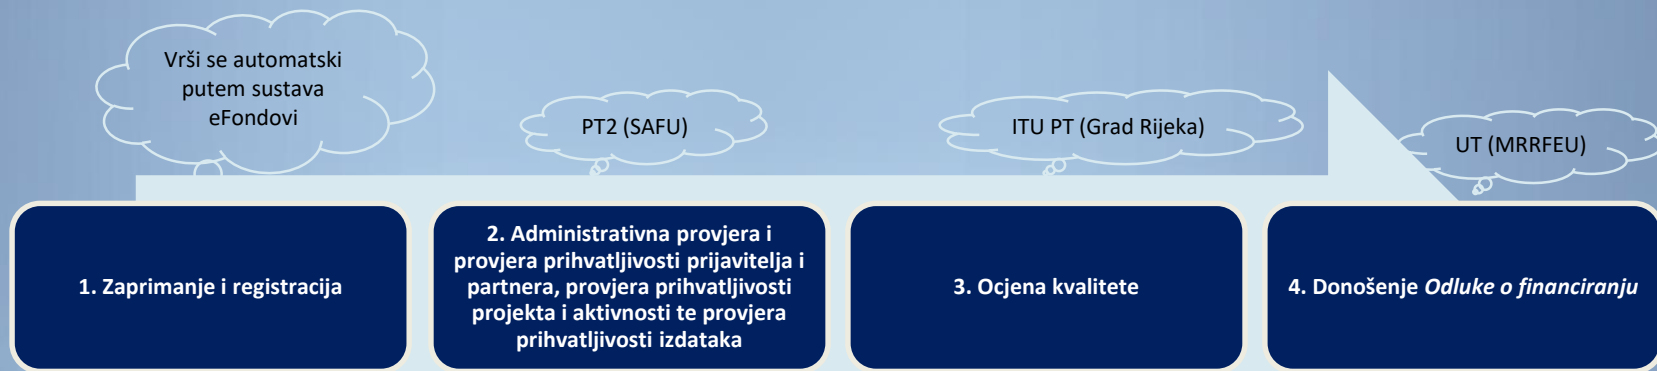 Vrši se automatski
putem sustava
eFondovi
PT2 (SAFU)
ITU PT (Grad Rijeka)
UT (MRRFEU)
1. Zaprimanje i registracija
2. Administrativna provjera i
provjera prihvatljivosti prijavitelja i
partnera, provjera prihvatljivosti
projekta i aktivnosti te provjera
prihvatljivosti izdataka
3. Ocjena kvalitete
4. Donošenje Odluke o financiranju